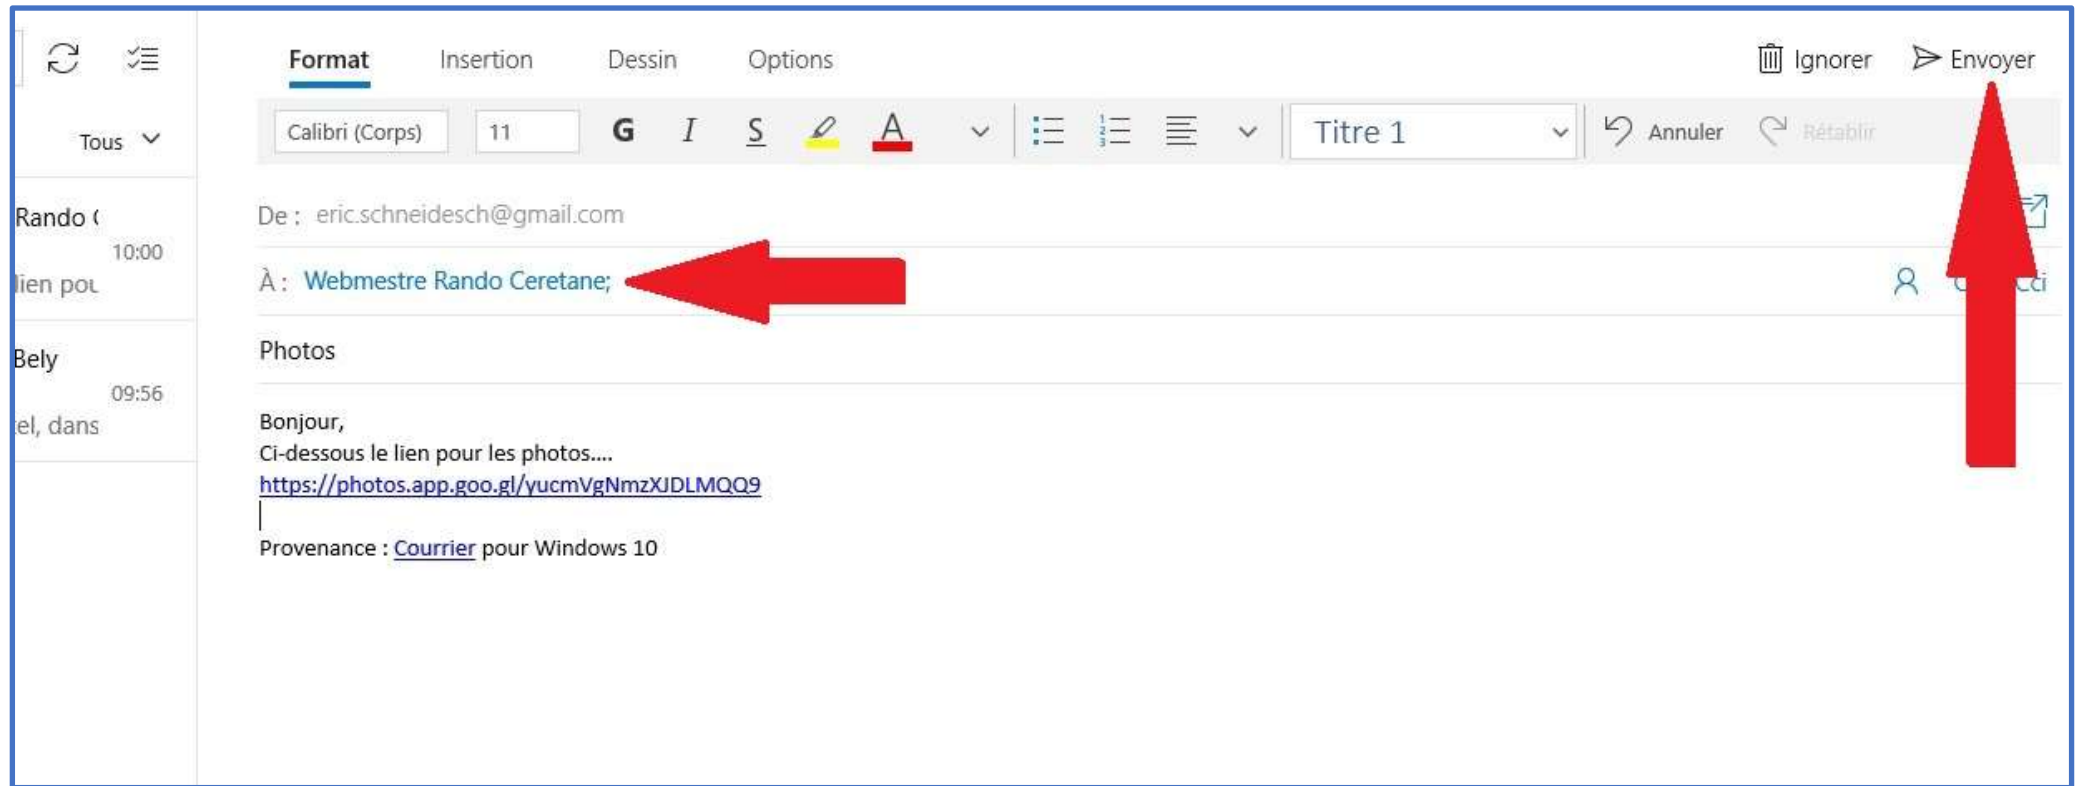 Format Insertion Dessin Options Ignorer Envoyer
Tous Calibri (Corps) 11 G I S A Titre 1 Annuler Rétablir
Rando
10:00
lien pou
Bely
09:56
tel, dans
De : eric.schneidesch@gmail.com
À : Webmestre Rando Ceretane; Cci
Photos
Bonjour,
Ci-dessous le lien pour les photos....
https://photos.app.goo.gl/yucmVgNmzXJDLMQQ9
Provenance : Courrier pour Windows 10